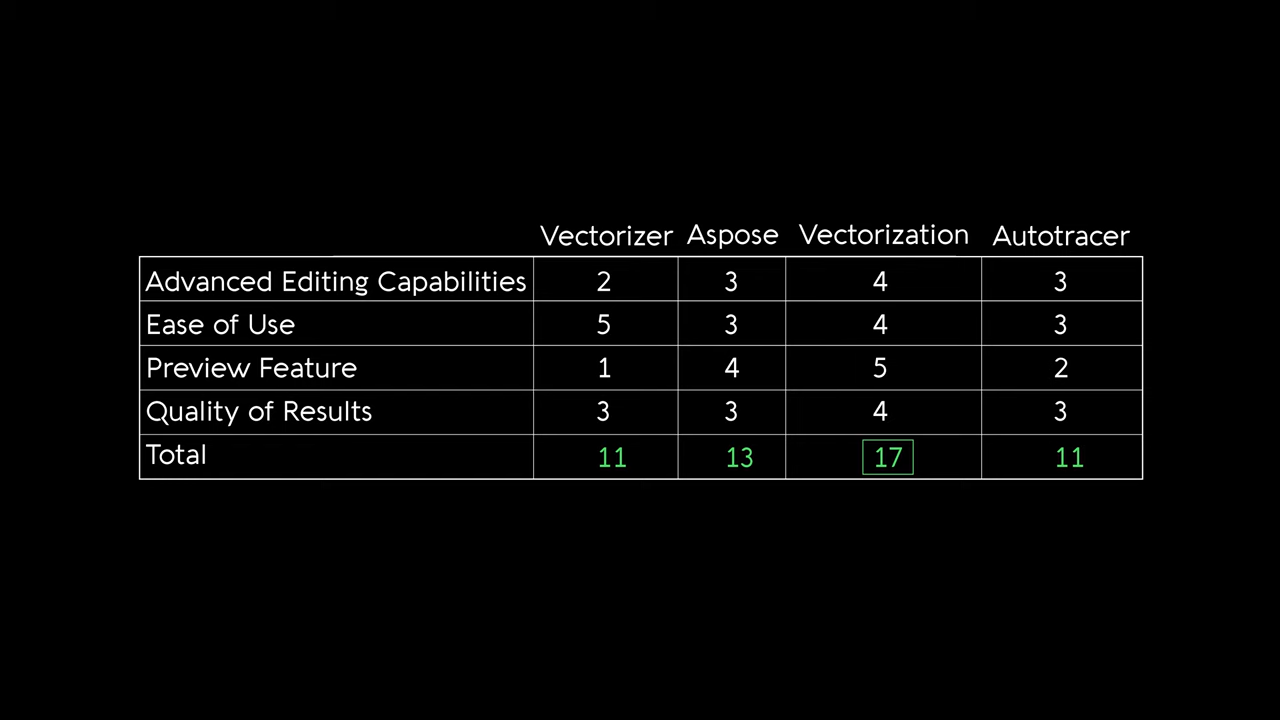 Vectorizer Aspose Vectorization Autotracer
Advanced Editing Capabilities 2 3 4 3
Ease of Use 5 3 4 3
Preview Feature 1 4 5 2
Quality of Results 3 3 4 3
Total 11 13 17 11